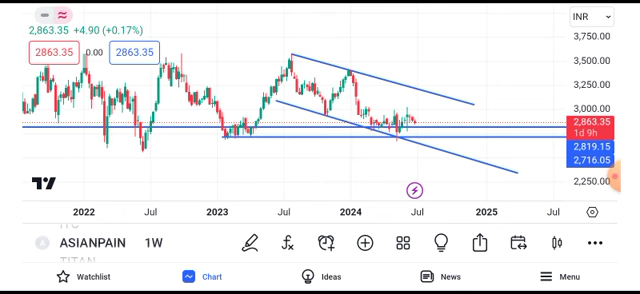 INR
2,863.35 +4.90 (+0.17%)
2863.35 0.00 2863.35
3,750.00
3,500.00
3,250.00
3,000.00
2,863.35
1d 9h
2,819.15
2,716.05
2,250.00
2022 Jul 2023 Jul 2024 Jul 2025 Jul
A ASIANPAIN 1W
TITAN
Watchlist Chart Ideas News Menu